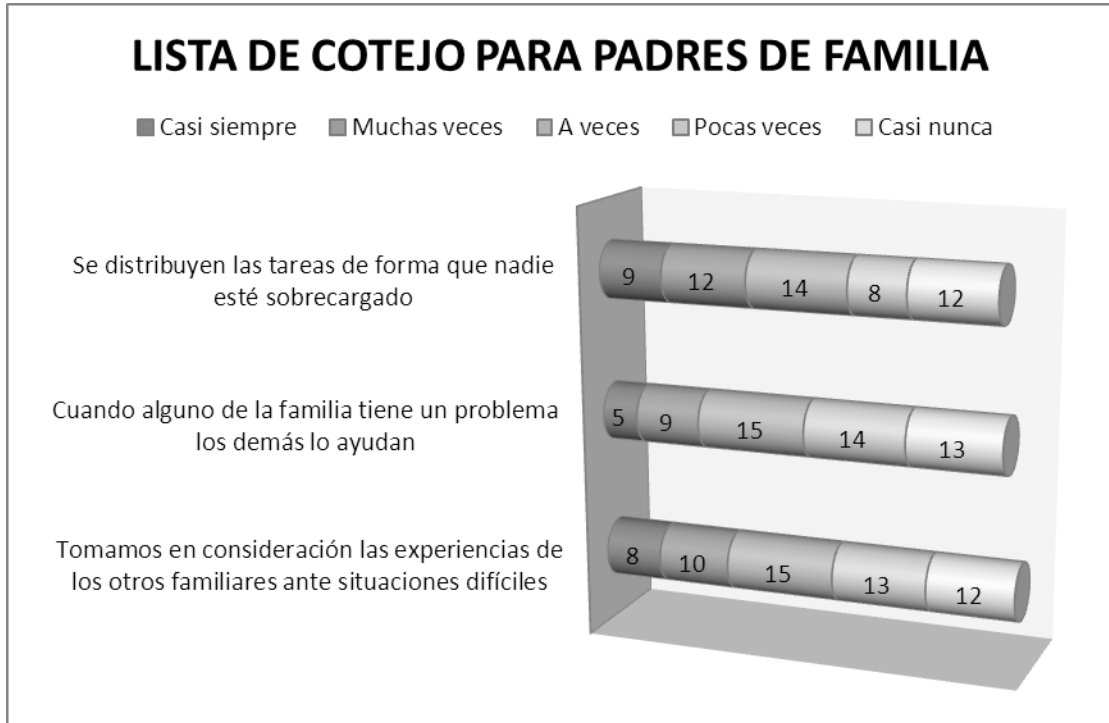 LISTA DE COTEJO PARA PADRES DE FAMILIA
Casi siempre Muchas veces A veces Pocas veces Casi nunca
Se distribuyen las tareas de forma que nadie
esté sobrecargado
9 12 14 8 12
Cuando alguno de la familia tiene un problema
los demás lo ayudan
5 9 15 14 13
Tomamos en consideración las experiencias de
los otros familiares ante situaciones difíciles
8 10 15 13 12